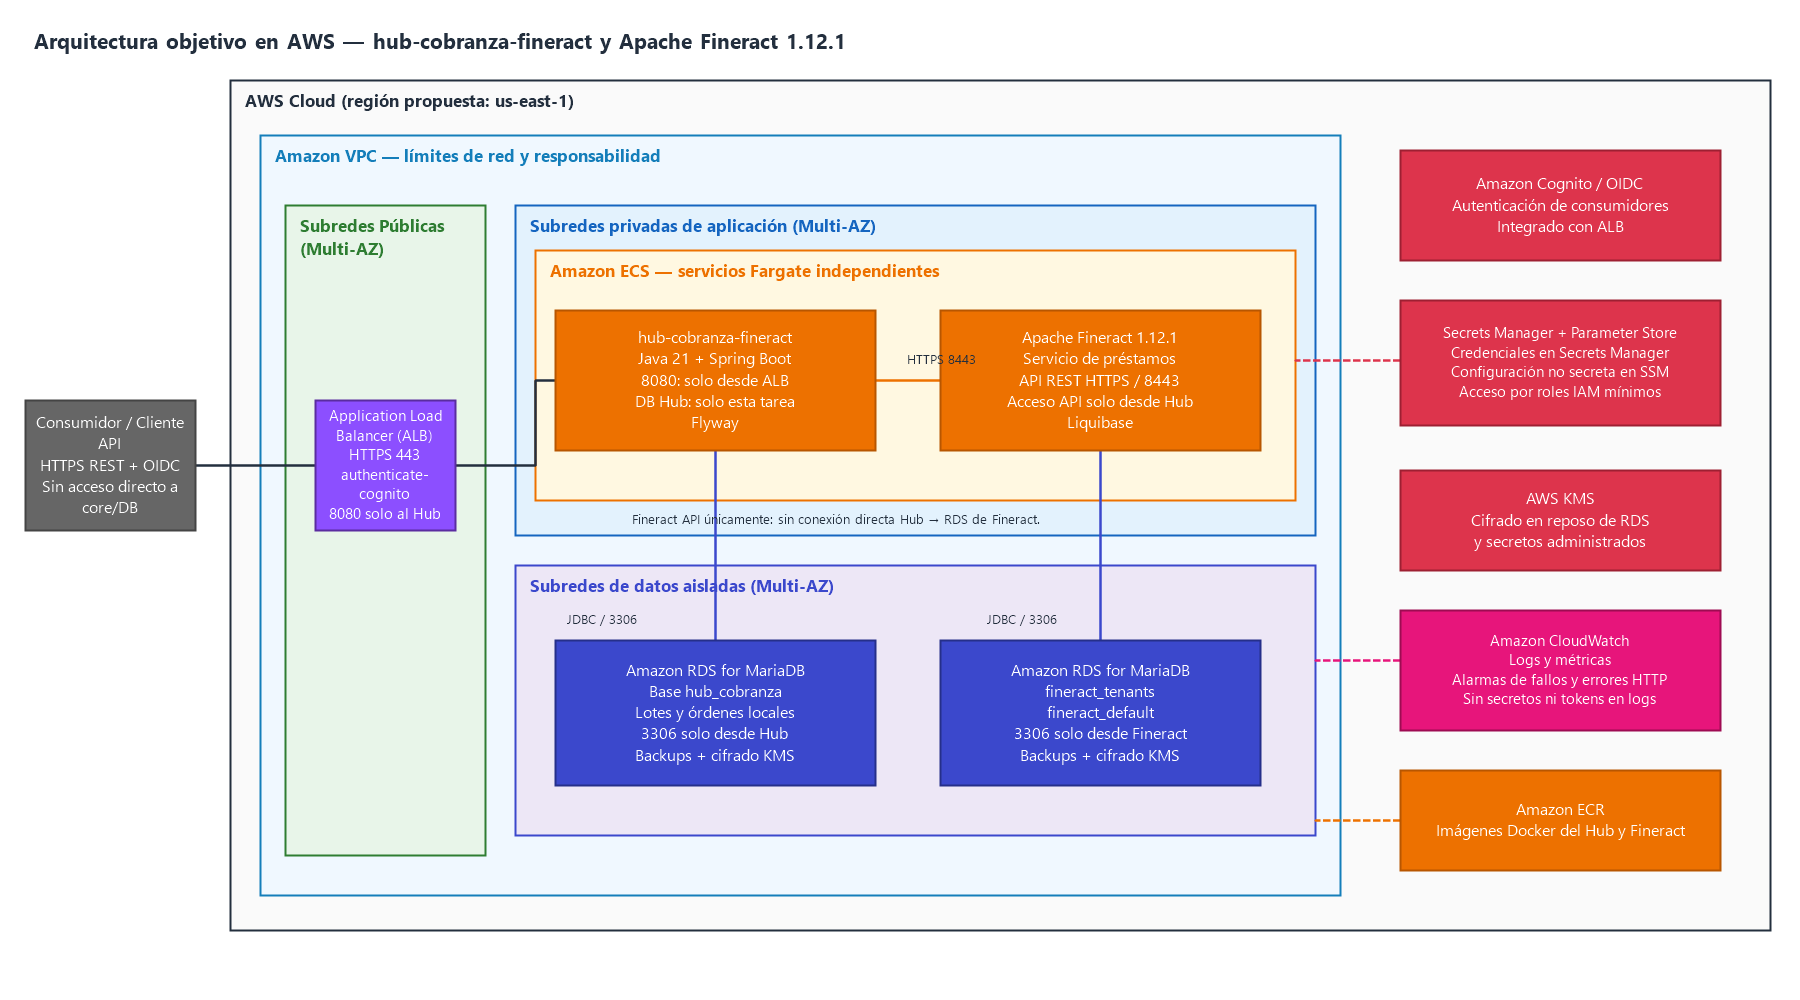 Arquitectura objetivo en AWS — hub-cobranza-fineract y Apache Fineract 1.12.1
AWS Cloud (región propuesta: us-east-1)
Amazon VPC — límites de red y responsabilidad
Subredes Públicas
(Multi-AZ)
Subredes privadas de aplicación (Multi-AZ)
Amazon ECS — servicios Fargate independientes
Consumidor / Cliente
API
HTTPS REST + OIDC
Sin acceso directo a
core/DB
Application Load
Balancer (ALB)
HTTPS 443
authenticate-
cognito
8080 solo al Hub
hub-cobranza-fineract
Java 21 + Spring Boot
8080: solo desde ALB
DB Hub: solo esta tarea
Flyway
HTTPS 8443
Apache Fineract 1.12.1
Servicio de préstamos
API REST HTTPS / 8443
Acceso API solo desde Hub
Liquibase
Fineract API únicamente: sin conexión directa Hub → RDS de Fineract.
Subredes de datos aisladas (Multi-AZ)
JDBC / 3306
JDBC / 3306
Amazon RDS for MariaDB
Base hub_cobranza
Lotes y órdenes locales
3306 solo desde Hub
Backups + cifrado KMS
Amazon RDS for MariaDB
fineract_tenants
fineract_default
3306 solo desde Fineract
Backups + cifrado KMS
Amazon Cognito / OIDC
Autenticación de consumidores
Integrado con ALB
Secrets Manager + Parameter Store
Credenciales en Secrets Manager
Configuración no secreta en SSM
Acceso por roles IAM mínimos
AWS KMS
Cifrado en reposo de RDS
y secretos administrados
Amazon CloudWatch
Logs y métricas
Alarmas de fallos y errores HTTP
Sin secretos ni tokens en logs
Amazon ECR
Imágenes Docker del Hub y Fineract